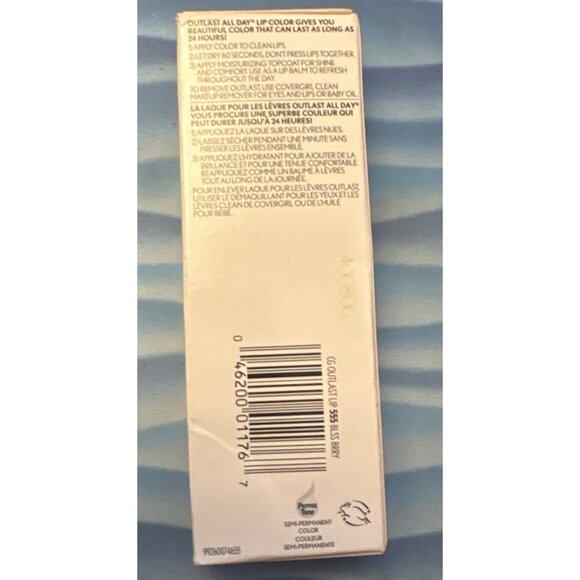 OUTLAST ALL DAY® LIP COLOR GIVES YOU
BEAUTIFUL COLOR THAT CAN LAST AS LONG AS
24 HOURS!
1) APPLY COLOR TO CLEAN LIPS.
2) LET DRY 60 SECONDS, DON'T PRESS LIPS TOGETHER.
3) APPLY MOISTURIZING TOPCOAT FOR SHINE
AND COMFORT. USE AS A LIP BALM TO REFRESH
THROUGHOUT THE DAY.
TO REMOVE OUTLAST USE COVERGIRL CLEAN
MAKEUP REMOVER FOR EYES AND LIPS OR BABY OIL.
LA LAQUE POUR LES LÈVRES OUTLAST ALL DAY®
VOUS PROCURE UNE SUPERBE COULEUR QUI
PEUT DURER JUSQU'À 24 HEURES!
1) APPLIQUEZ LA LAQUE SUR DES LÈVRES NUES.
2) LAISSEZ SÉCHER PENDANT UNE MINUTE SANS
PRESSER LES LÈVRES ENSEMBLE.
3) APPLIQUEZ L'HYDRATANT POUR AJOUTER DE LA
BRILLANCE ET POUR UNE TENUE CONFORTABLE.
RÉAPPLIQUEZ COMME UN BAUME À LÈVRES
TOUT AU LONG DE LA JOURNÉE.
POUR ENLEVER LAQUE POUR LES LÈVRES OUTLAST,
UTILISER LE DÉMAQUILLANT POUR LES YEUX ET LES
LÈVRES CLEAN DE COVERGIRL OU DE L'HUILE
POUR BÉBÉ.
CG OUTLAST LIP 555 BLSS BRRY
0 46200 01176 7
Perma
Tone
SEMI-PERMANENT
COLOR
COULEUR
SEMI-PERMANENTE
99260074655